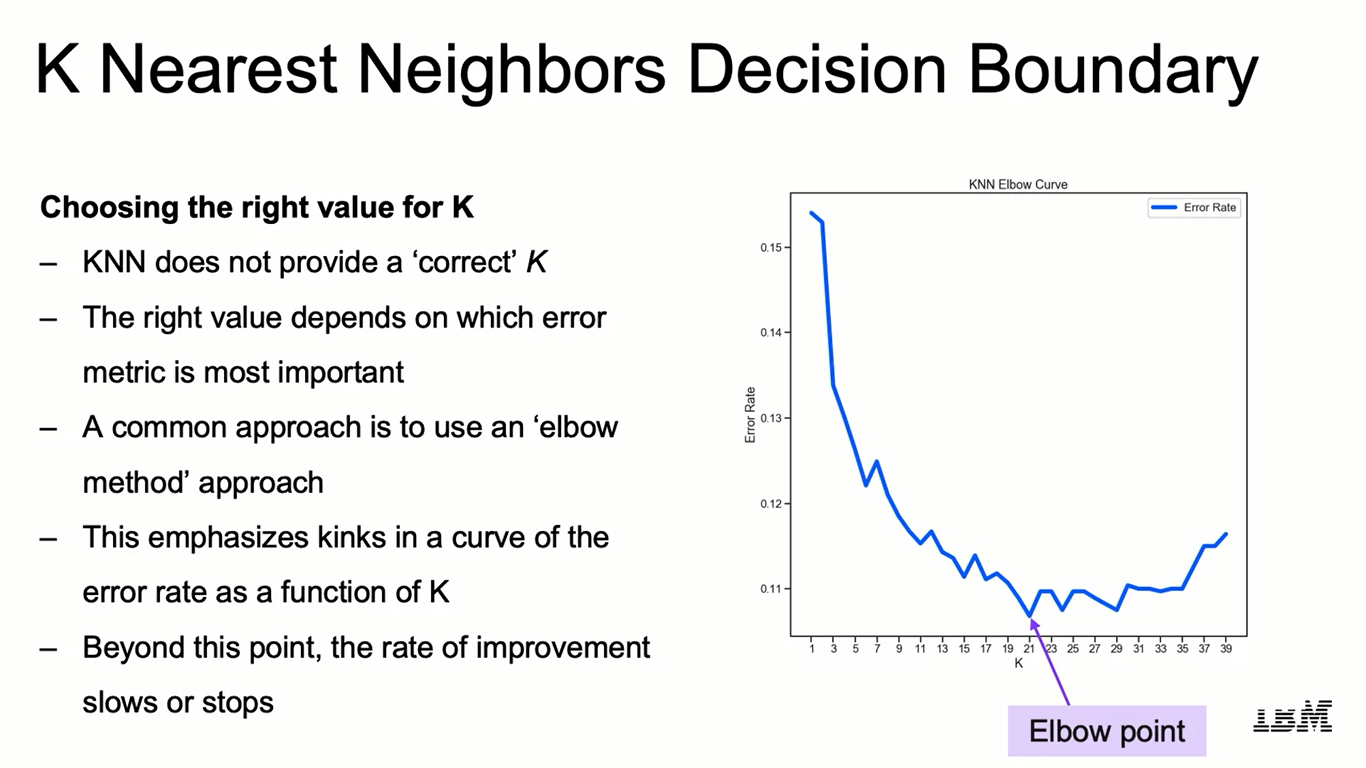 K Nearest Neighbors Decision Boundary
Choosing the right value for K
– KNN does not provide a ‘correct’ K
– The right value depends on which error
metric is most important
– A common approach is to use an ‘elbow
method’ approach
– This emphasizes kinks in a curve of the
error rate as a function of K
– Beyond this point, the rate of improvement
slows or stops
KNN Elbow Curve
Error Rate
0.15
0.14
0.13
0.12
0.11
Error Rate
1 3 5 7 9 11 13 15 17 19 21 23 25 27 29 31 33 35 37 39
K
Elbow point
IBM